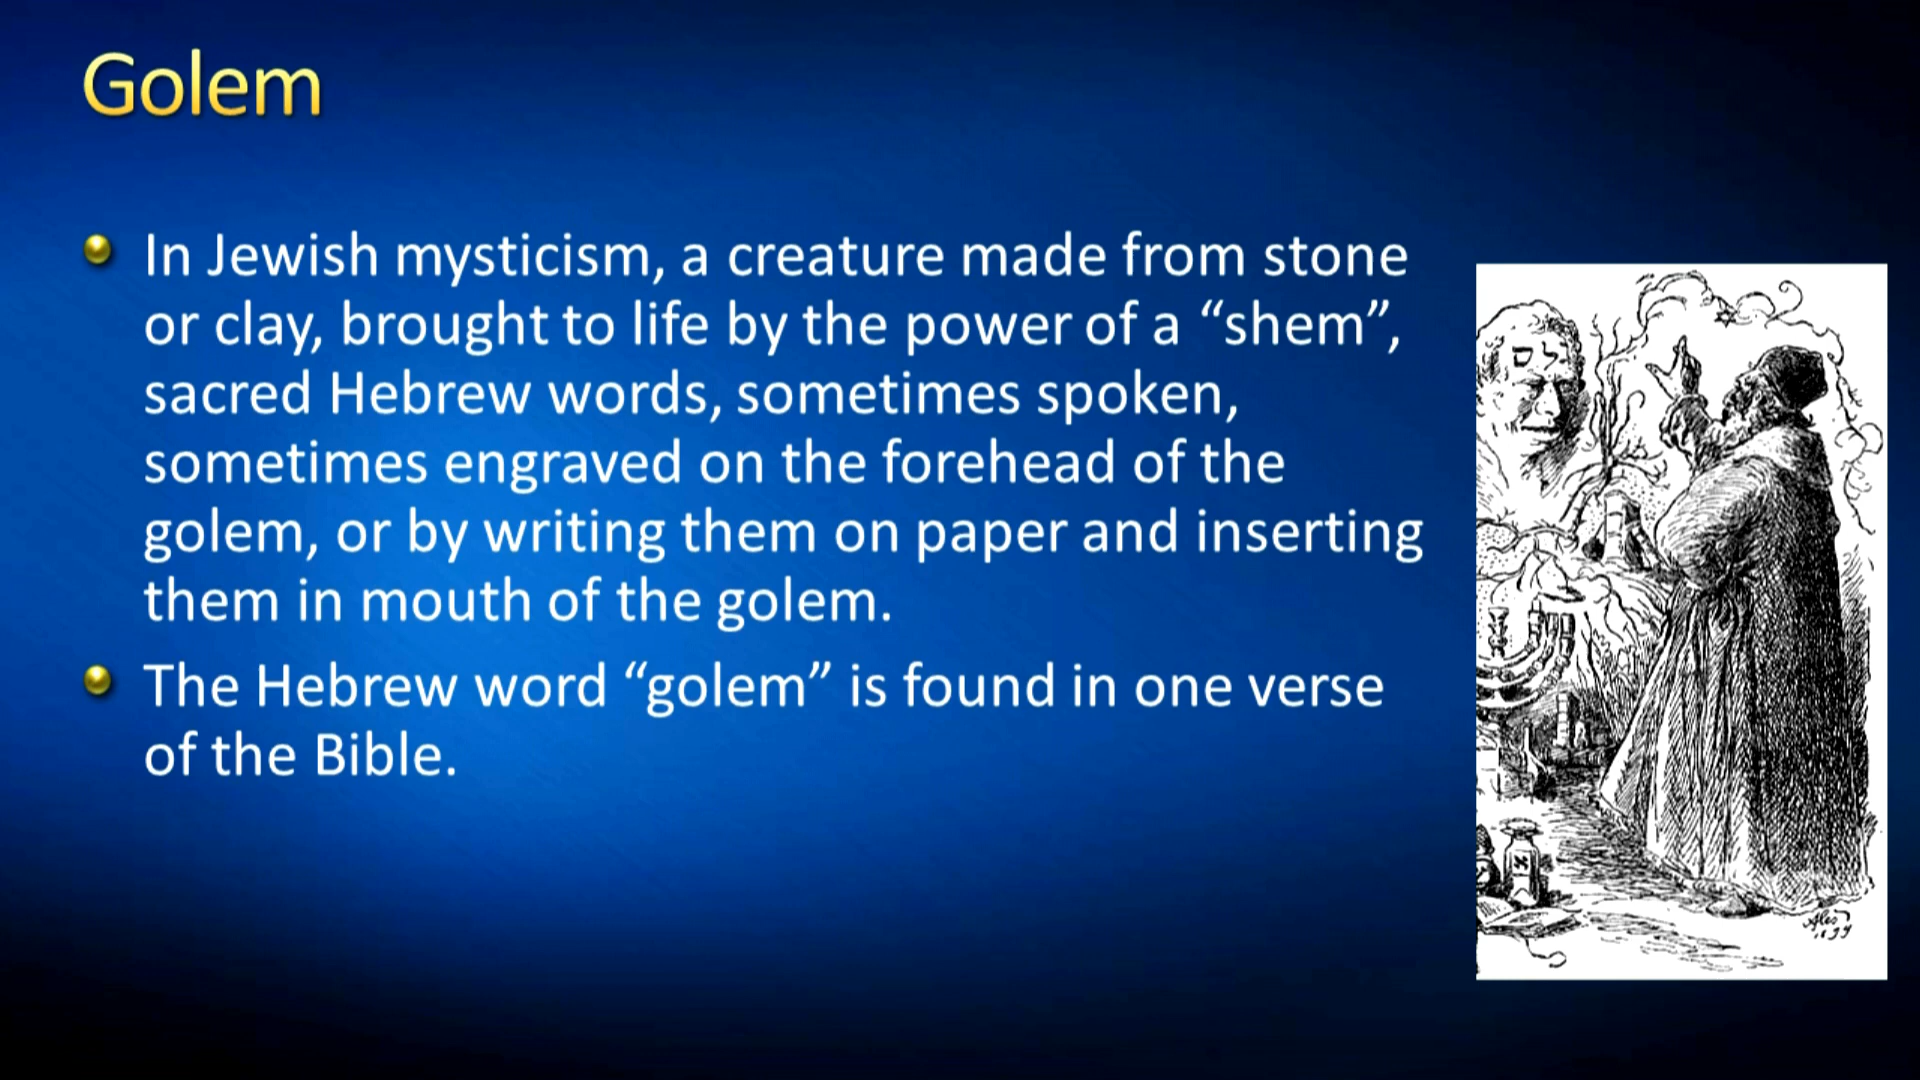 Golem
In Jewish mysticism, a creature made from stone
or clay, brought to life by the power of a “shem”,
sacred Hebrew words, sometimes spoken,
sometimes engraved on the forehead of the
golem, or by writing them on paper and inserting
them in mouth of the golem.
The Hebrew word “golem” is found in one verse
of the Bible.